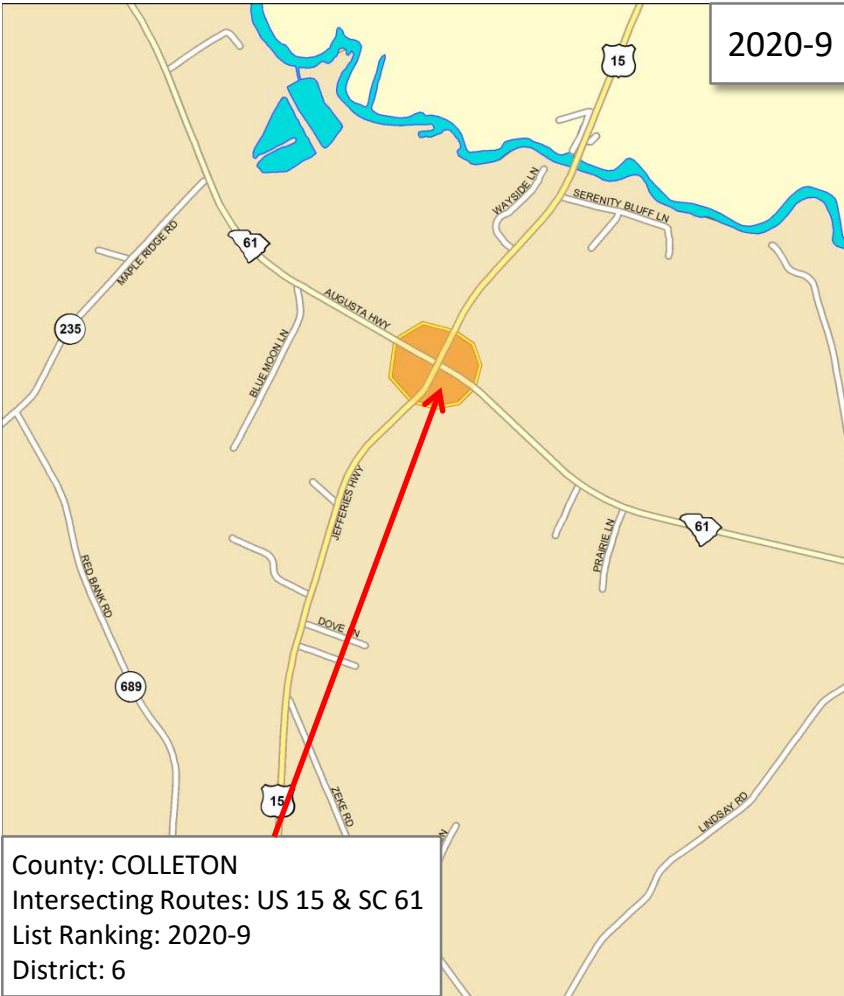 2020-9
15
WAYSIDE LN
SERENITY BLUFF LN
MAPLE RIDGE RD
61
235
AUGUSTA HWY
BLUE MOON LN
JEFFERIES HWY
61
PRAIRIE LN
RED BANK RD
DOVE LN
689
15
ZEKE RD
LINDSAY RD
County: COLLETON
Intersecting Routes: US 15 & SC 61
List Ranking: 2020-9
District: 6